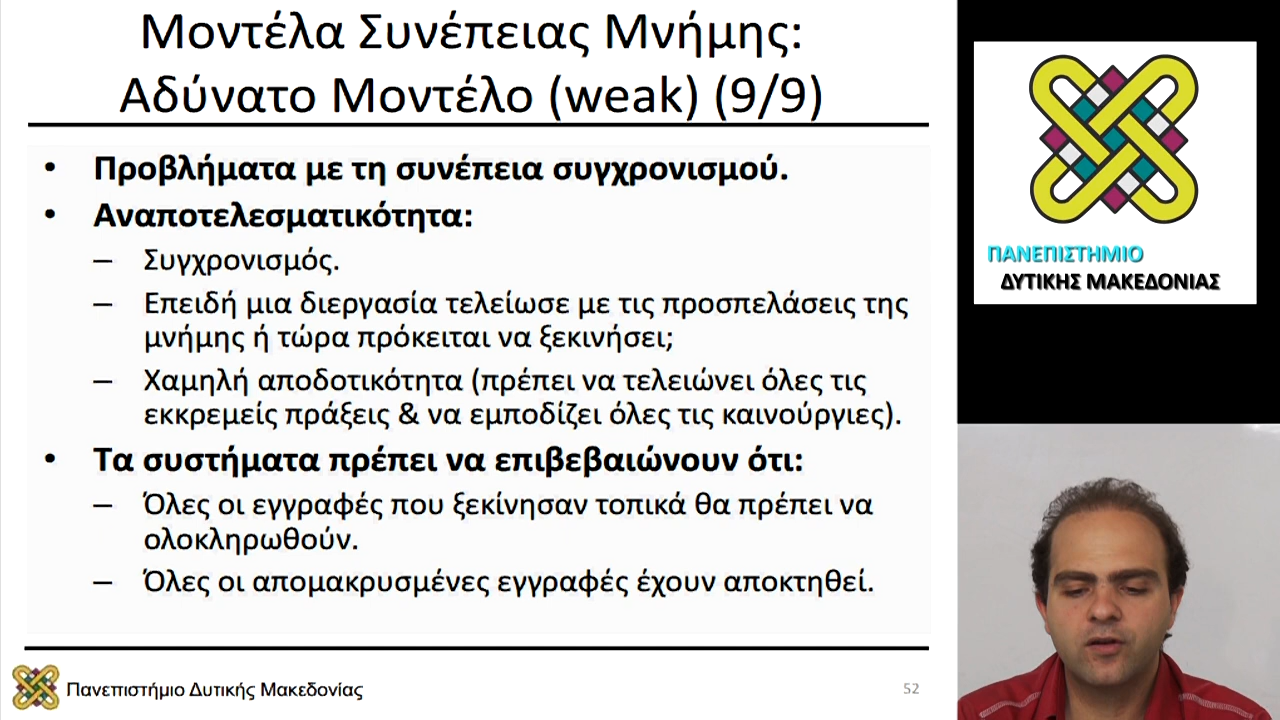 Μοντέλα Συνέπειας Μνήμης:
Αδύνατο Μοντέλο (weak) (9/9)
• Προβλήματα με τη συνέπεια συγχρονισμού.
• Αναποτελεσματικότητα:
– Συγχρονισμός.
– Επειδή μια διεργασία τελείωσε με τις προσπελάσεις της
μνήμης ή τώρα πρόκειται να ξεκινήσει;
– Χαμηλή αποδοτικότητα (πρέπει να τελειώνει όλες τις
εκκρεμείς πράξεις & να εμποδίζει όλες τις καινούργιες).
• Τα συστήματα πρέπει να επιβεβαιώνουν ότι:
– Όλες οι εγγραφές που ξεκίνησαν τοπικά θα πρέπει να
ολοκληρωθούν.
– Όλες οι απομακρυσμένες εγγραφές έχουν αποκτηθεί.
Πανεπιστήμιο Δυτικής Μακεδονίας
52
ΠΑΝΕΠΙΣΤΗΜΙΟ
ΔΥΤΙΚΗΣ ΜΑΚΕΔΟΝΙΑΣ